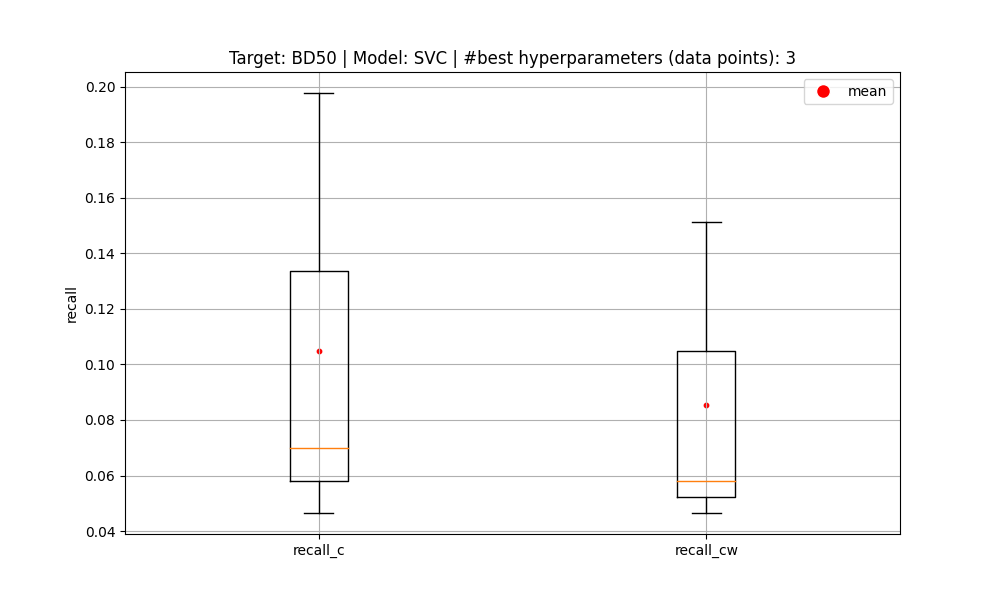 Target: BD50 | Model: SVC | #best hyperparameters (data points): 3
mean
0.20
0.18
0.16
0.14
0.12
0.10
0.08
0.06
0.04
recall
recall_c
recall_cw